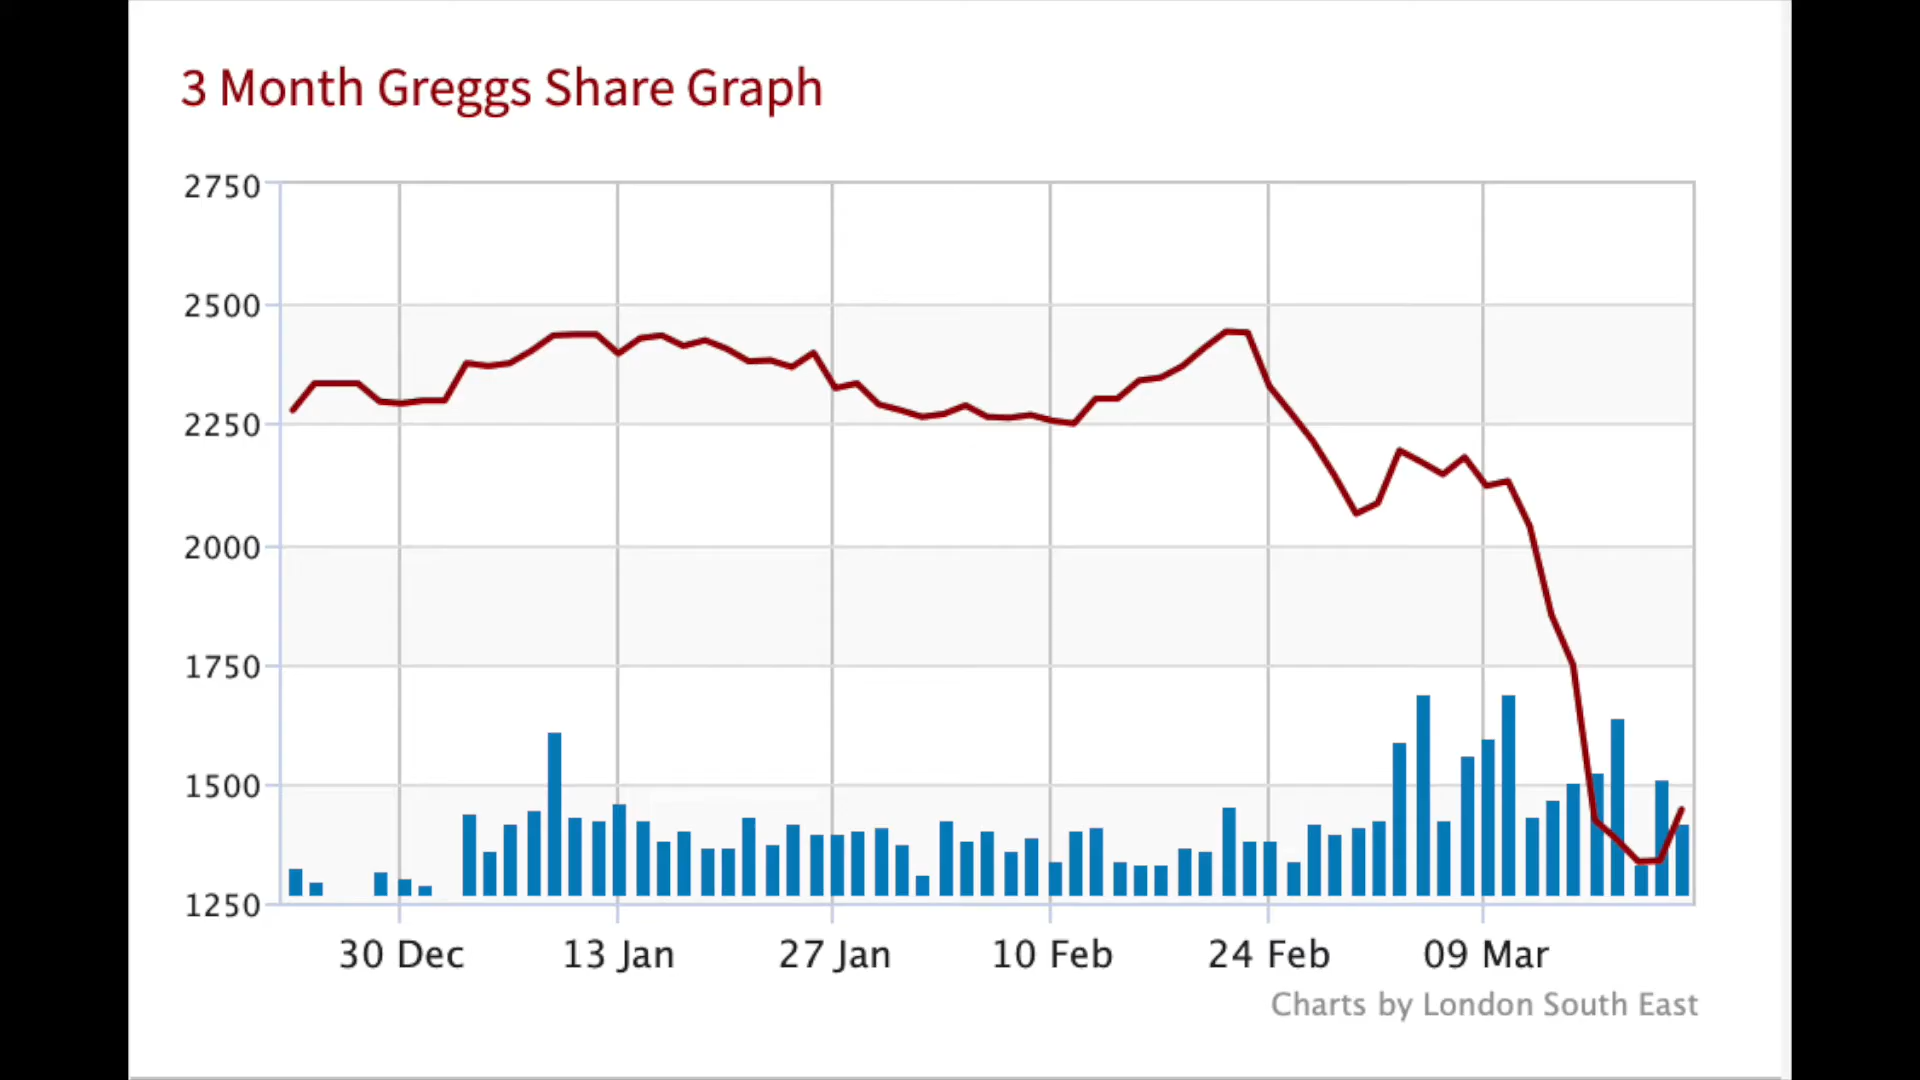 3 Month Greggs Share Graph
2750
2500
2250
2000
1750
1500
1250
30 Dec 13 Jan 27 Jan 10 Feb 24 Feb 09 Mar
Charts by London South East